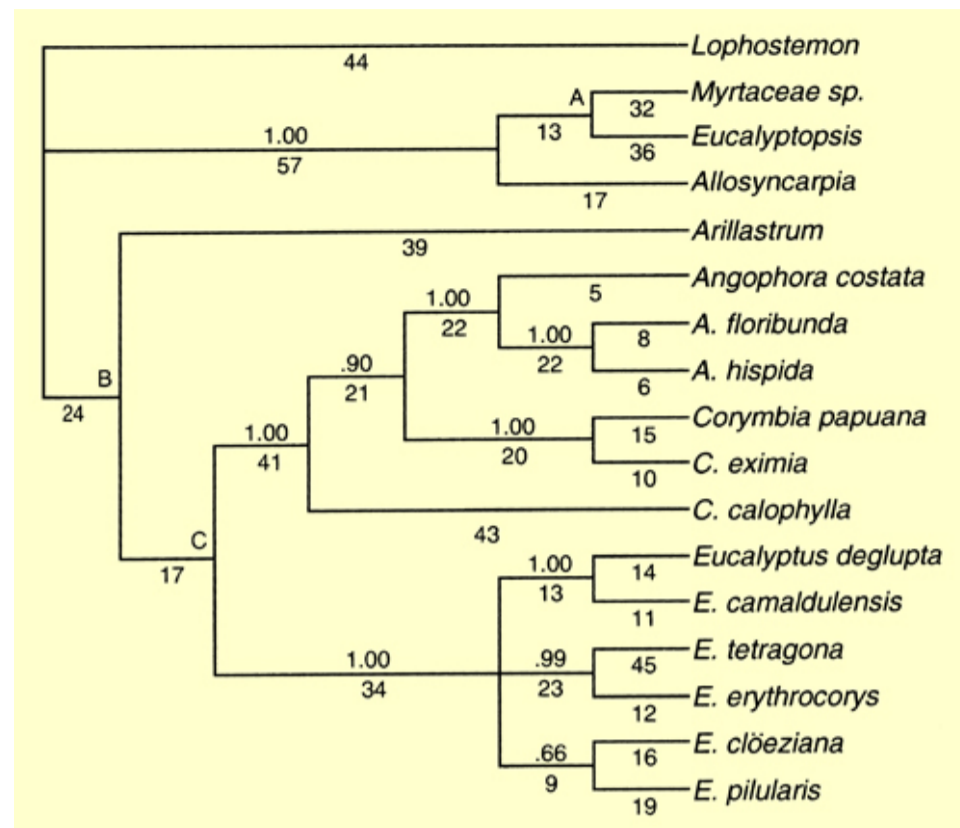 Lophostemon
44
A
Myrtaceae sp.
32
1.00
13
Eucalyptopsis
57
36
Allosyncarpia
17
Arillastrum
39
Angophora costata
1.00
5
22
A. floribunda
1.00
8
22
A. hispida
.90
6
21
B
24
Corymbia papuana
1.00
15
20
C. eximia
1.00
10
41
C. calophylla
43
C
17
Eucalyptus deglupta
1.00
14
13
E. camaldulensis
11
E. tetragona
1.00
.99
45
34
23
E. erythrocorys
12
E. clöeziana
.66
16
9
E. pilularis
19